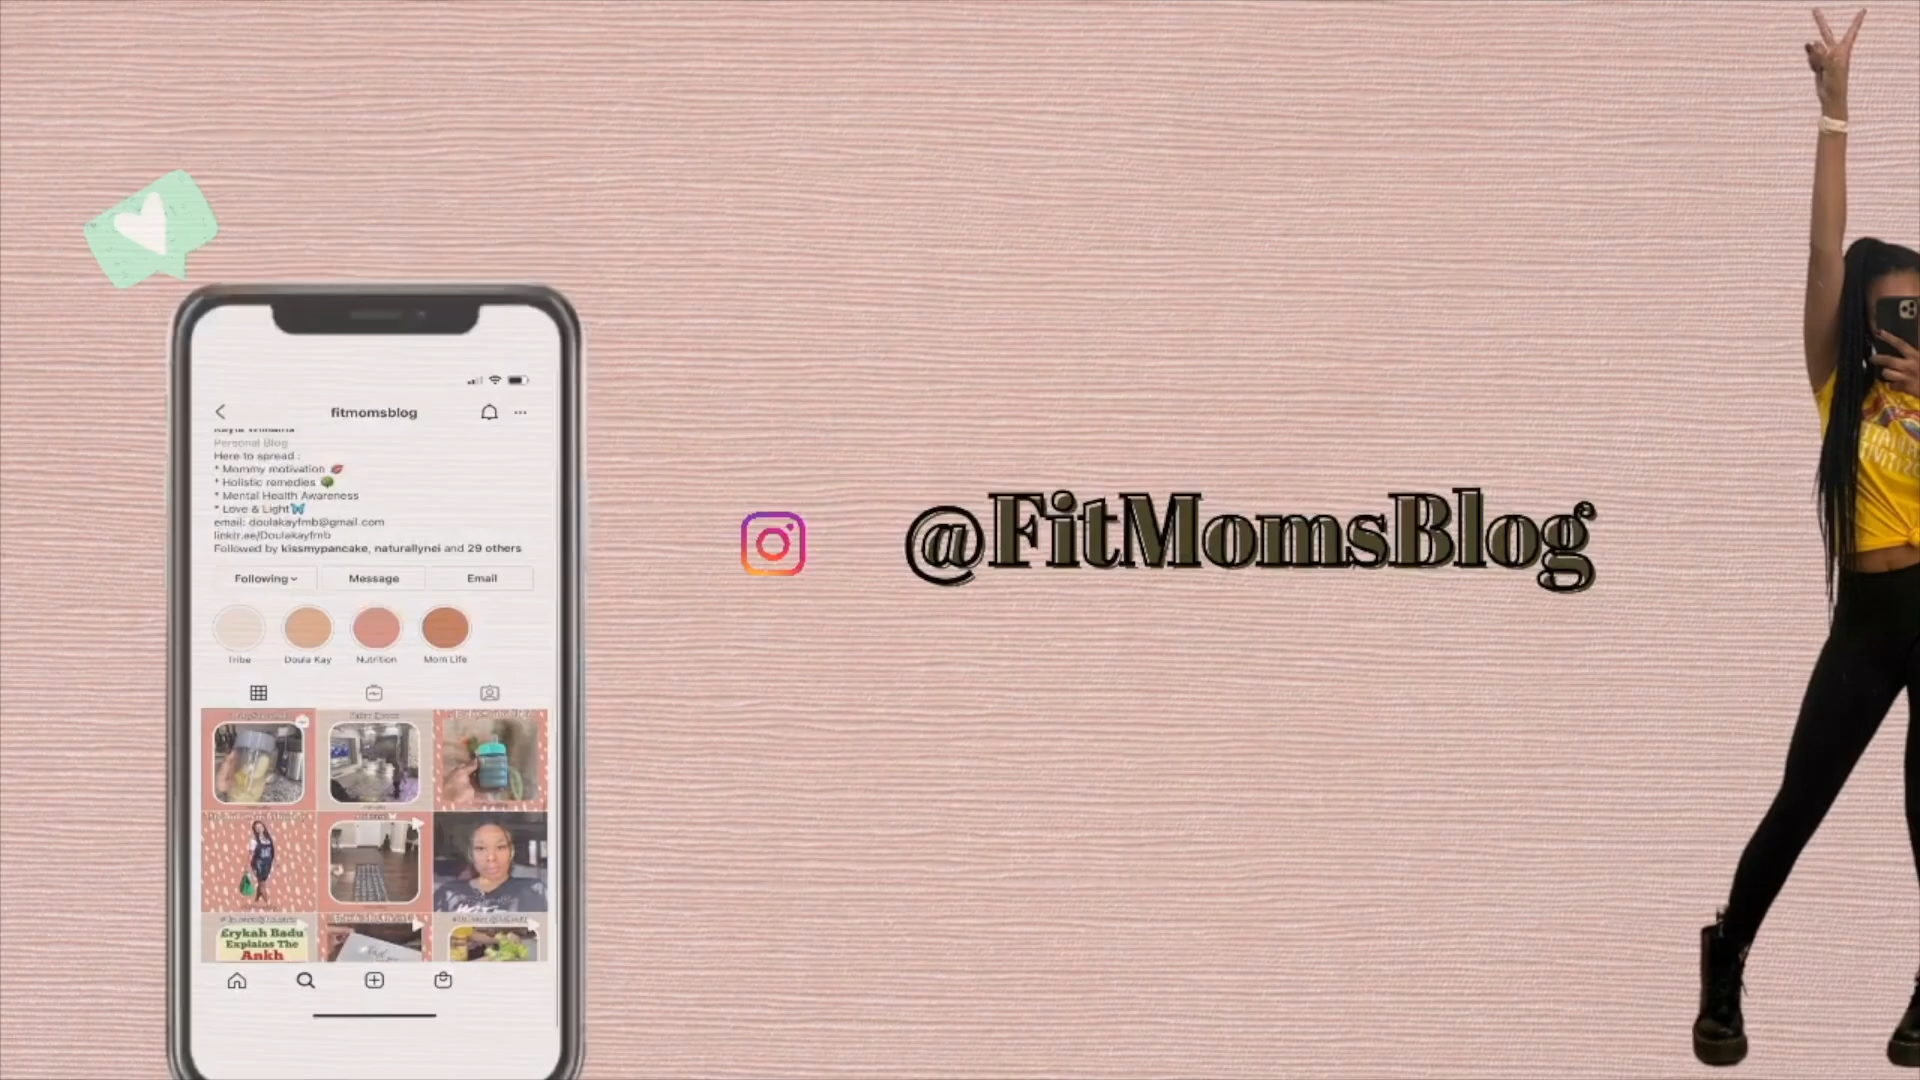 fitmomsblog
Personal Blog
Here to spread :
* Mommy motivation 💋
* Holistic remedies 🌳
* Mental Health Awareness
* Love & Light🦋
email: doulakayfmb@gmail.com
linktr.ee/Doulakayfmb
Followed by kissmypancake, naturallynei and 29 others
Following Message Email
Tribe Doula Kay Nutrition Mom Life
Erykah Badu
Explains The
Ankh
@FitMomsBlog